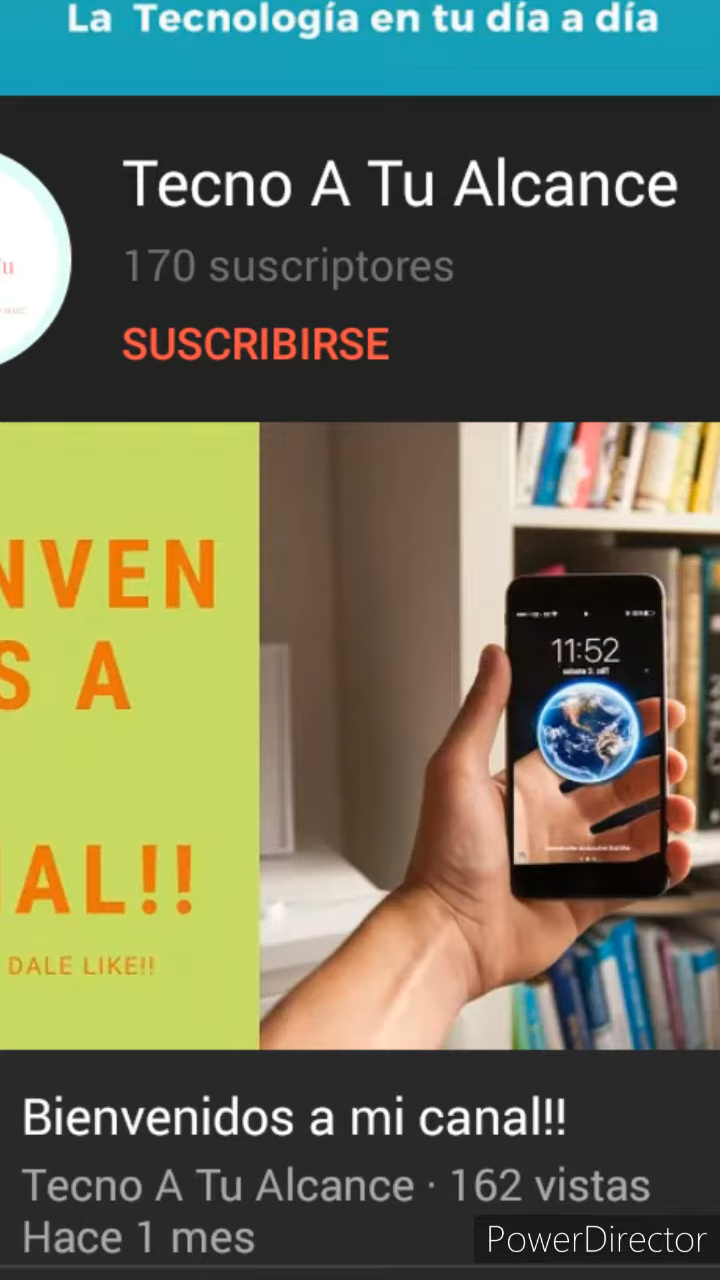 La Tecnología en tu día a día
Tecno A Tu Alcance
170 suscriptores
SUSCRIBIRSE
NVEN
S A
11:52
AL!!
DALE LIKE!!
Bienvenidos a mi canal!!
Tecno A Tu Alcance · 162 vistas
Hace 1 mes
PowerDirector